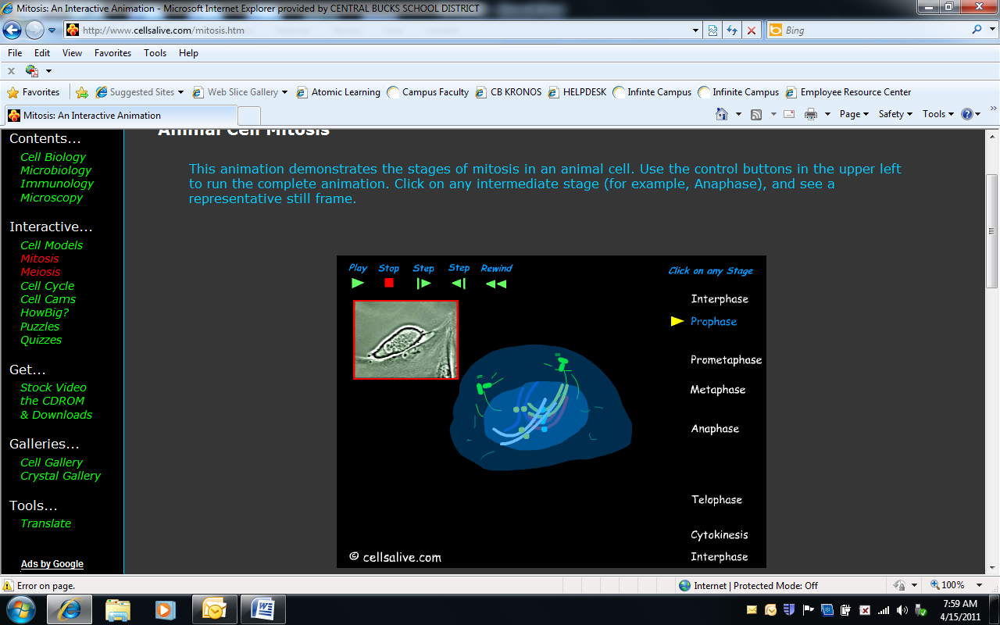 Mitosis: An Interactive Animation - Microsoft Internet Explorer provided by CENTRAL BUCKS SCHOOL DISTRICT
http://www.cellsalive.com/mitosis.htm
Bing
File Edit View Favorites Tools Help
x
Favorites Suggested Sites Web Slice Gallery Atomic Learning Campus Faculty CB KRONOS HELPDESK Infinte Campus Infinite Campus Employee Resource Center
Mitosis: An Interactive Animation
Page Safety Tools
Contents...
Cell Biology
Microbiology
Immunology
Microscopy
Interactive...
Cell Models
Mitosis
Meiosis
Cell Cycle
Cell Cams
HowBig?
Puzzles
Quizzes
Get...
Stock Video
the CDROM
& Downloads
Galleries...
Cell Gallery
Crystal Gallery
Tools...
Translate
Ads by Google
Animal Cell Mitosis
This animation demonstrates the stages of mitosis in an animal cell. Use the control buttons in the upper left
to run the complete animation. Click on any intermediate stage (for example, Anaphase), and see a
representative still frame.
Play Stop Step Step Rewind
Click on any Stage
Interphase
Prophase
Prometaphase
Metaphase
Anaphase
Telophase
Cytokinesis
Interphase
© cellsalive.com
Error on page.
Internet | Protected Mode: Off
100%
7:59 AM
4/15/2011